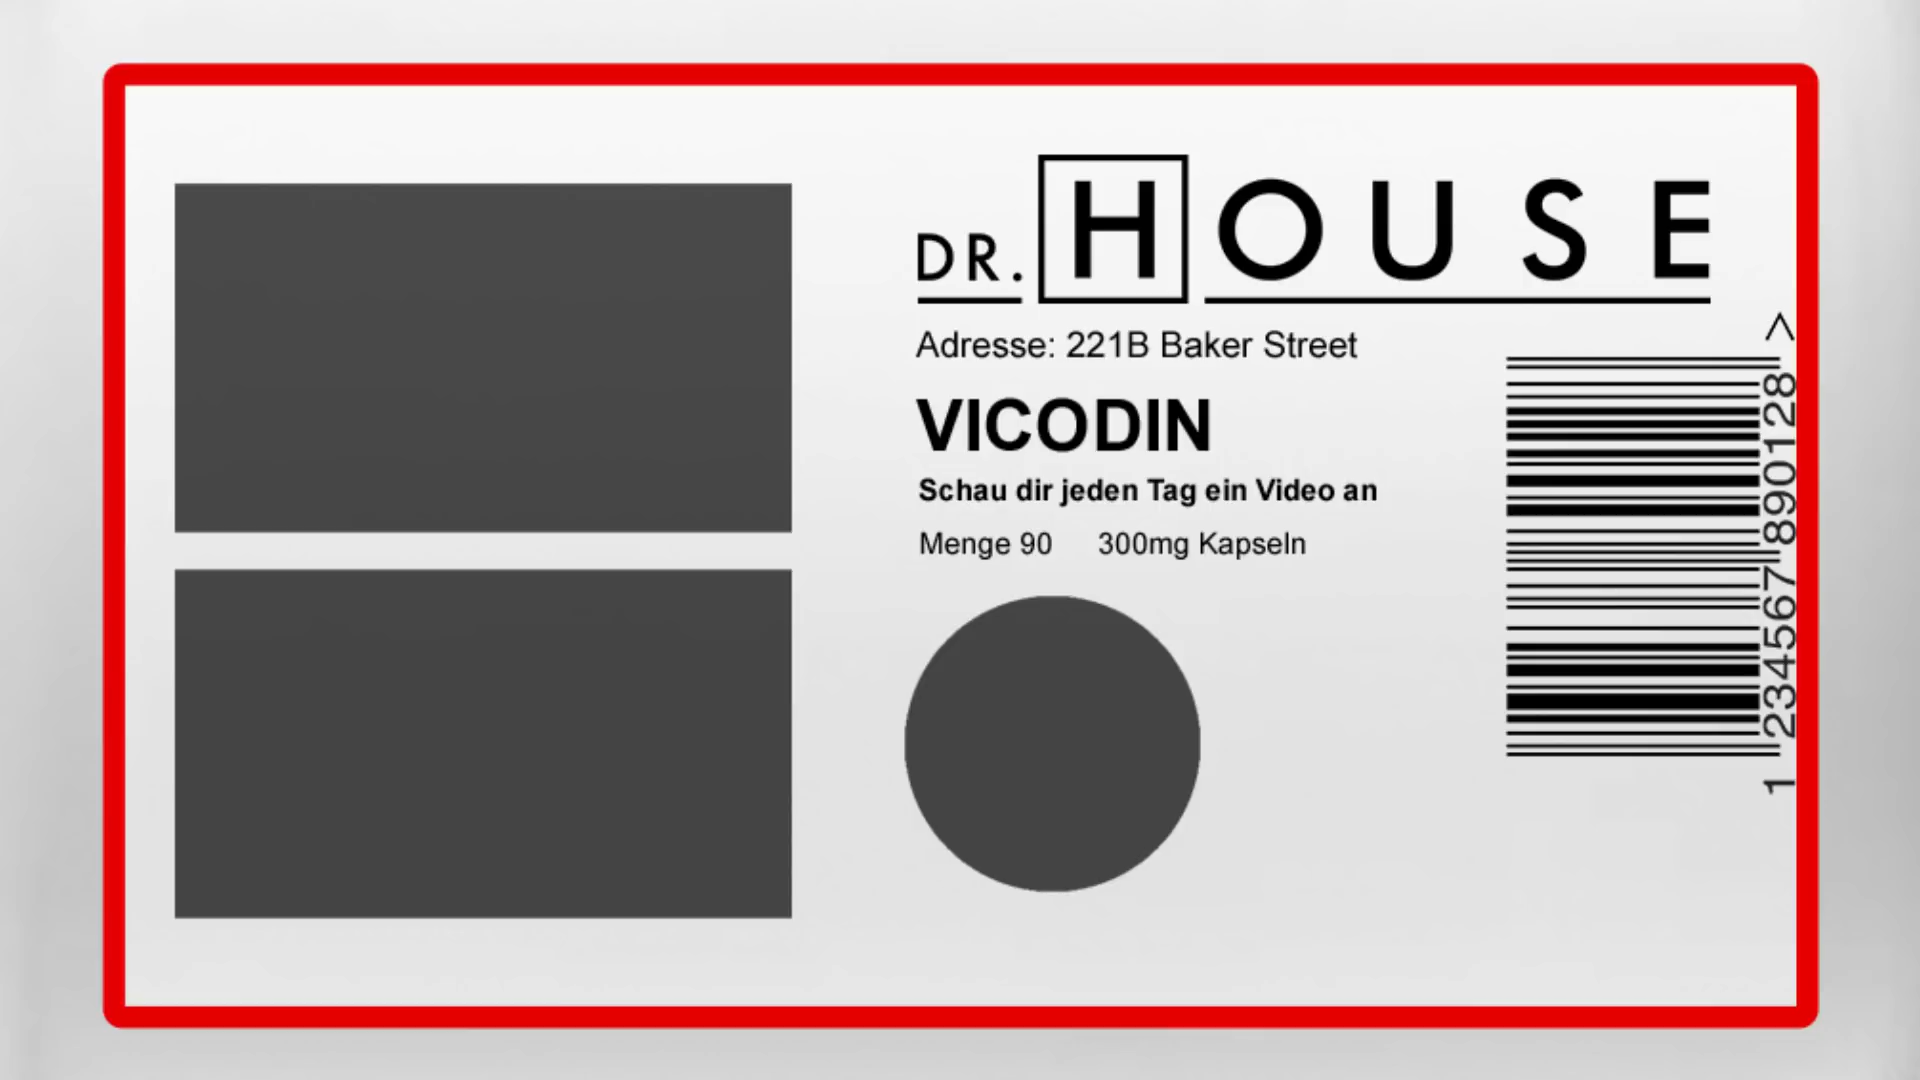 DR. HOUSE
Adresse: 221B Baker Street
VICODIN
Schau dir jeden Tag ein Video an
Menge 90 300mg Kapseln
1 234567 890128 >